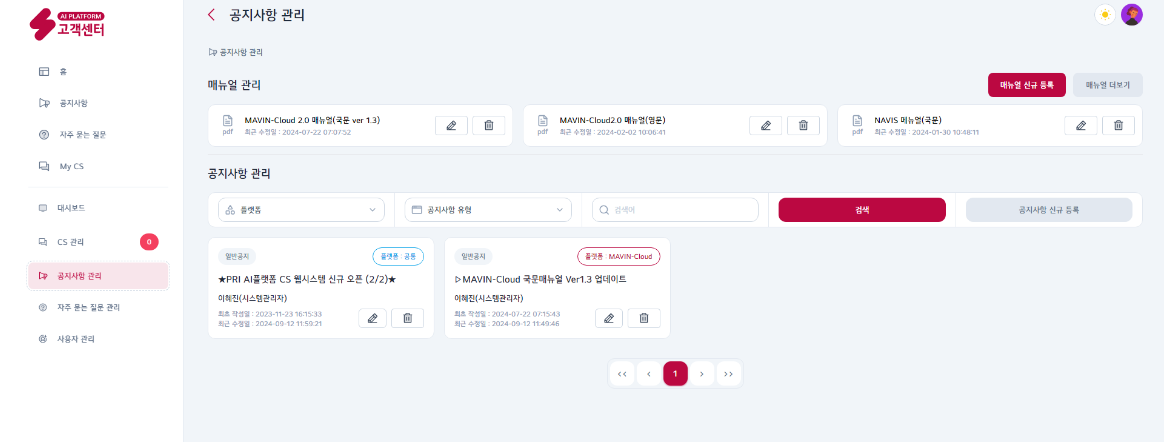 AI PLATFORM
고객센터
홈
공지사항
자주 묻는 질문
My CS
대시보드
CS 관리
0
공지사항 관리
자주 묻는 질문 관리
사용자 관리
공지사항 관리
공지사항 관리
매뉴얼 관리
매뉴얼 신규 등록
매뉴얼 더보기
pdf
MAVIN-Cloud 2.0 매뉴얼(국문 ver 1.3)
최근 수정일 : 2024-07-22 07:07:52
pdf
MAVIN-Cloud2.0 매뉴얼(영문)
최근 수정일 : 2024-02-02 10:06:41
pdf
NAVIS 메뉴얼(국문)
최근 수정일 : 2024-01-30 10:48:11
공지사항 관리
플랫폼
공지사항 유형
검색어
검색
공지사항 신규 등록
일반공지
플랫폼 : 공통
★PRI AI플랫폼 CS 웹시스템 신규 오픈 (2/2)★
이혜진(시스템관리자)
최초 작성일 : 2023-11-23 16:15:33
최근 수정일 : 2024-09-12 11:59:21
일반공지
플랫폼 : MAVIN-Cloud
▷MAVIN-Cloud 국문매뉴얼 Ver1.3 업데이트
이혜진(시스템관리자)
최초 작성일 : 2024-07-22 07:15:43
최근 수정일 : 2024-09-12 11:49:46
<< < 1 > >>